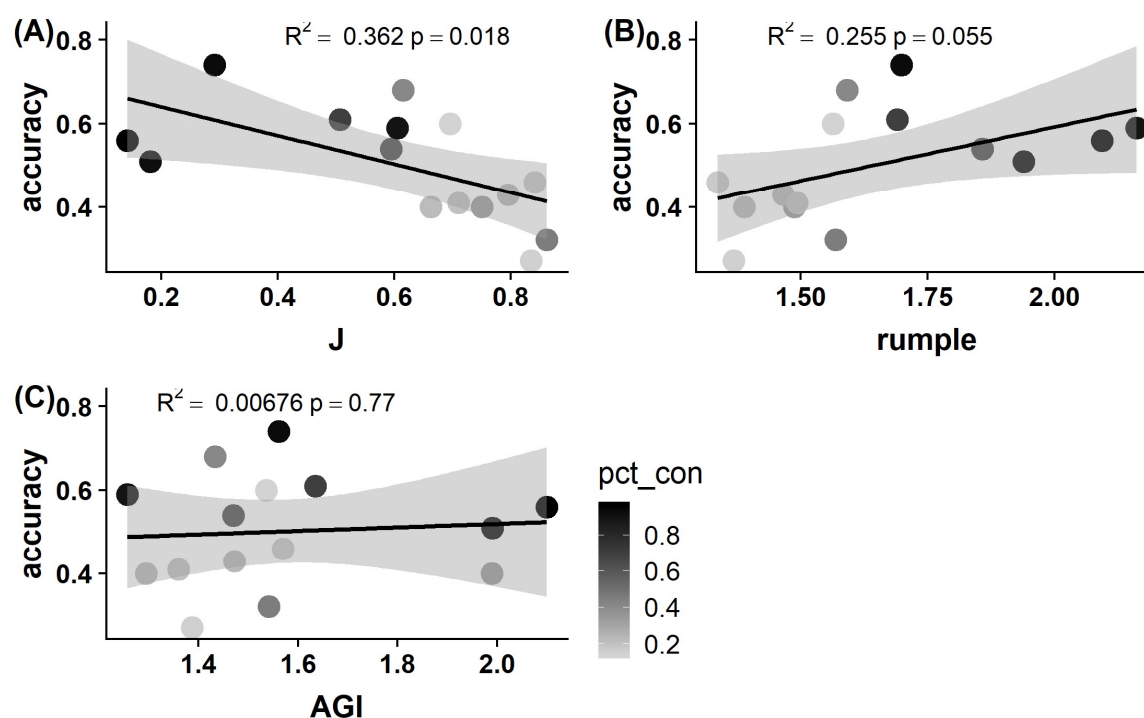 (A)
R² = 0.362 p = 0.018
accuracy
0.8
0.6
0.4
0.2 0.4 0.6 0.8
J
(B)
R² = 0.255 p = 0.055
accuracy
0.8
0.6
0.4
1.50 1.75 2.00
rumple
(C)
R² = 0.00676 p = 0.77
accuracy
0.8
0.6
0.4
1.4 1.6 1.8 2.0
AGI
pct_con
0.8
0.6
0.4
0.2